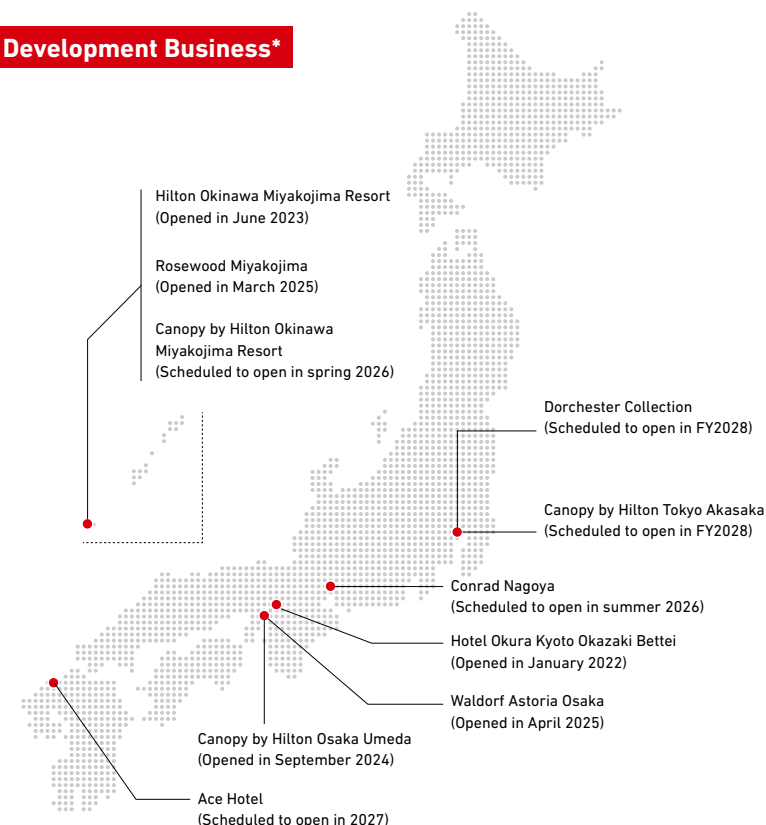 Development Business*
Hilton Okinawa Miyakojima Resort
(Opened in June 2023)
Rosewood Miyakojima
(Opened in March 2025)
Canopy by Hilton Okinawa
Miyakojima Resort
(Scheduled to open in spring 2026)
Dorchester Collection
(Scheduled to open in FY2028)
Canopy by Hilton Tokyo Akasaka
(Scheduled to open in FY2028)
Conrad Nagoya
(Scheduled to open in summer 2026)
Hotel Okura Kyoto Okazaki Bettei
(Opened in January 2022)
Waldorf Astoria Osaka
(Opened in April 2025)
Canopy by Hilton Osaka Umeda
(Opened in September 2024)
Ace Hotel
(Scheduled to open in 2027)